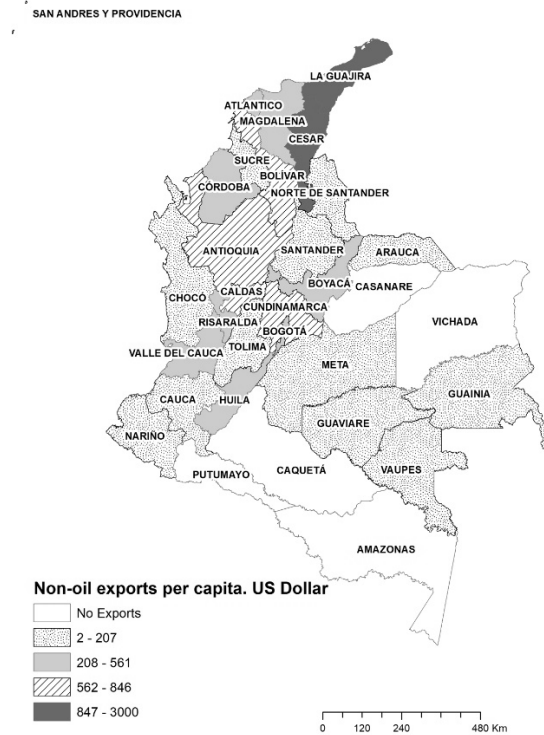 SAN ANDRES Y PROVIDENCIA
LA GUAJIRA
ATLANTICO
MAGDALENA
CESAR
SUCRE
BOLÍVAR
CÓRDOBA
NORTE DE SANTANDER
ANTIOQUIA
SANTANDER
ARAUCA
BOYACÁ
CASANARE
CHOCÓ
CALDAS
CUNDINAMARCA
VICHADA
RISARALDA
BOGOTÁ
VALLE DEL CAUCA
TOLIMA
META
CAUCA
HUILA
GUAINIA
GUAVIARE
NARIÑO
VAUPES
CAQUETÁ
PUTUMAYO
AMAZONAS
Non-oil exports per capita. US Dollar
No Exports
2 - 207
208 - 561
562 - 846
847 - 3000
0 120 240 480 Km